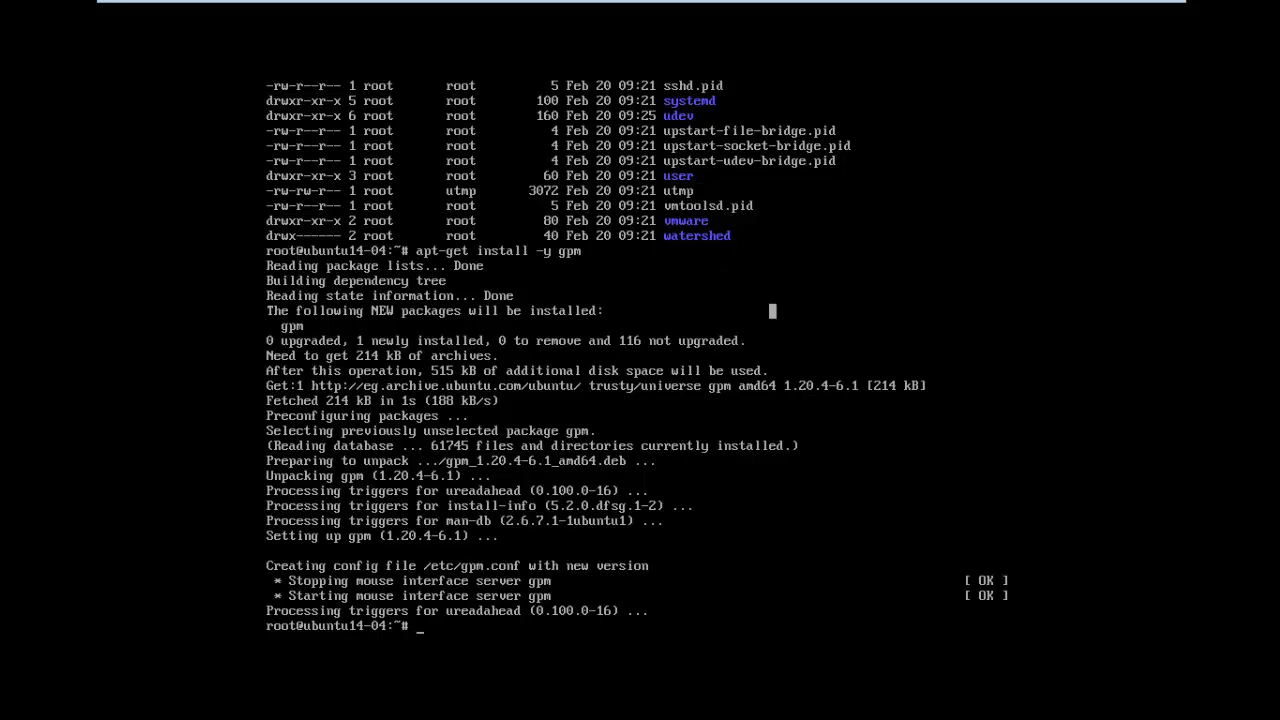 -rw-r--r-- 1 root       root          5 Feb 20 09:21 sshd.pid
drwxr-xr-x 5 root       root        100 Feb 20 09:21 systemd
drwxr-xr-x 6 root       root        160 Feb 20 09:25 udev
-rw-r--r-- 1 root       root          4 Feb 20 09:21 upstart-file-bridge.pid
-rw-r--r-- 1 root       root          4 Feb 20 09:21 upstart-socket-bridge.pid
-rw-r--r-- 1 root       root          4 Feb 20 09:21 upstart-udev-bridge.pid
drwxr-xr-x 3 root       root         60 Feb 20 09:21 user
-rw-rw-r-- 1 root       utmp       3072 Feb 20 09:21 utmp
-rw-r--r-- 1 root       root          5 Feb 20 09:21 vmtoolsd.pid
drwxr-xr-x 2 root       root         80 Feb 20 09:21 vmware
drwx------ 2 root       root         40 Feb 20 09:21 watershed
root@ubuntu14-04:~# apt-get install -y gpm
Reading package lists... Done
Building dependency tree
Reading state information... Done
The following NEW packages will be installed:
  gpm
0 upgraded, 1 newly installed, 0 to remove and 116 not upgraded.
Need to get 214 kB of archives.
After this operation, 515 kB of additional disk space will be used.
Get:1 http://eg.archive.ubuntu.com/ubuntu/ trusty/universe gpm amd64 1.20.4-6.1 [214 kB]
Fetched 214 kB in 1s (188 kB/s)
Preconfiguring packages ...
Selecting previously unselected package gpm.
(Reading database ... 61745 files and directories currently installed.)
Preparing to unpack .../gpm_1.20.4-6.1_amd64.deb ...
Unpacking gpm (1.20.4-6.1) ...
Processing triggers for ureadahead (0.100.0-16) ...
Processing triggers for install-info (5.2.0.dfsg.1-2) ...
Processing triggers for man-db (2.6.7.1-1ubuntu1) ...
Setting up gpm (1.20.4-6.1) ...

Creating config file /etc/gpm.conf with new version
 * Stopping mouse interface server gpm [ OK ]
 * Starting mouse interface server gpm [ OK ]
Processing triggers for ureadahead (0.100.0-16) ...
root@ubuntu14-04:~# _